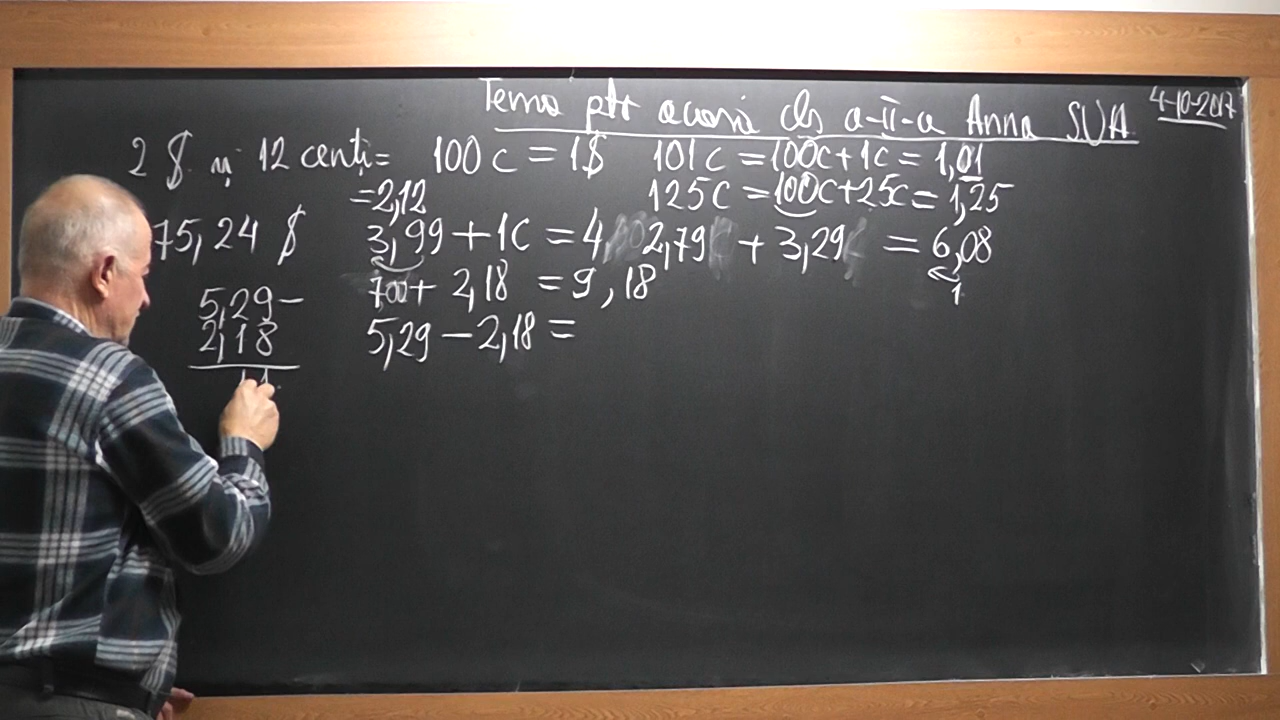 Tema ptr acasă cls a-II-a Anna SUA 4-10-2017
2 $ și 12 cenți = 100 c = 1$ 101 c = 100c + 1c = 1,01
= 2,12 125 c = 100c + 25c = 1,25
75,24 $ 3,99 + 1c = 4, 2,79 + 3,29 = 6,08
1
7,00 + 2,18 = 9,18
5,29 - 5,29 - 2,18 =
2,18
11